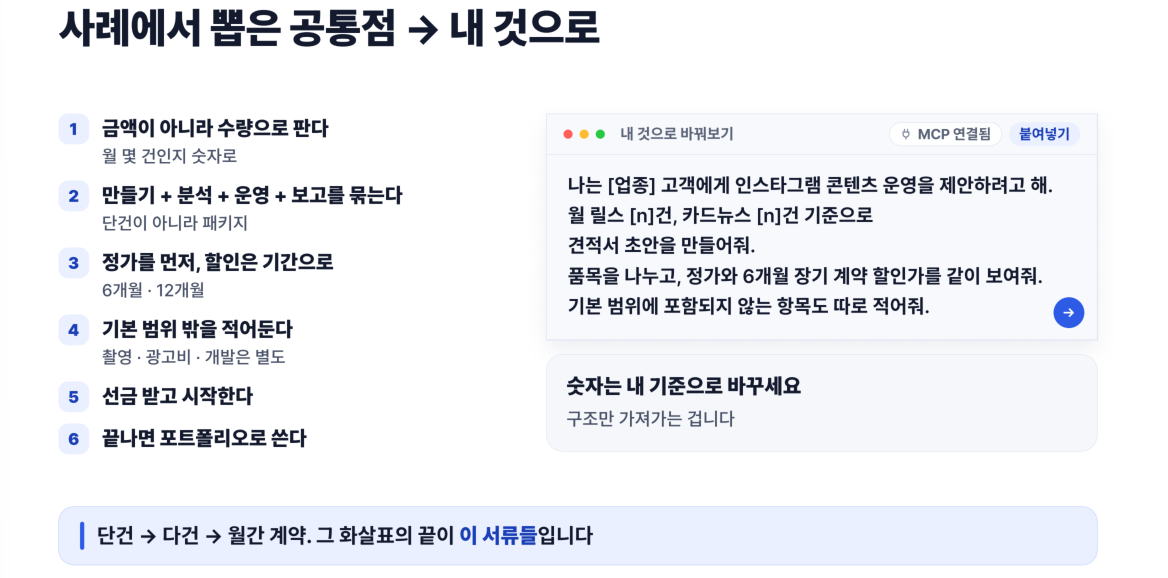 사례에서 뽑은 공통점 → 내 것으로
1 금액이 아니라 수량으로 판다
월 몇 건인지 숫자로
2 만들기 + 분석 + 운영 + 보고를 묶는다
단건이 아니라 패키지
3 정가를 먼저, 할인은 기간으로
6개월 · 12개월
4 기본 범위 밖을 적어둔다
촬영 · 광고비 · 개발은 별도
5 선금 받고 시작한다
6 끝나면 포트폴리오로 쓴다
내 것으로 바꿔보기 MCP 연결됨 붙여넣기
나는 [업종] 고객에게 인스타그램 콘텐츠 운영을 제안하려고 해.
월 릴스 [n]건, 카드뉴스 [n]건 기준으로
견적서 초안을 만들어줘.
품목을 나누고, 정가와 6개월 장기 계약 할인가를 같이 보여줘.
기본 범위에 포함되지 않는 항목도 따로 적어줘.
→
숫자는 내 기준으로 바꾸세요
구조만 가져가는 겁니다
단건 → 다건 → 월간 계약. 그 화살표의 끝이 이 서류들입니다